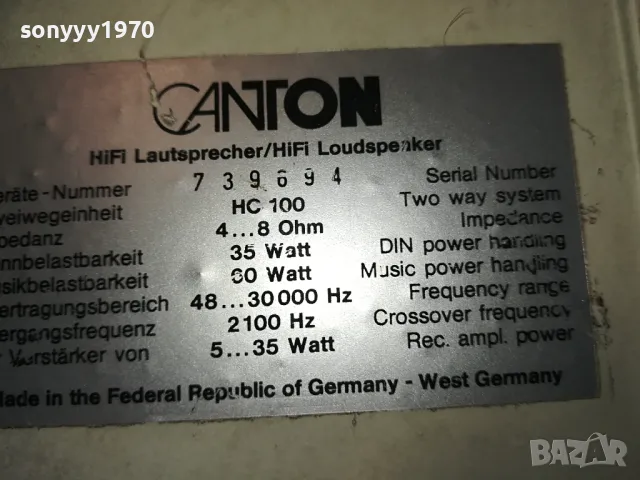 sonyyy1970
CANTON
HiFi Lautsprecher/HiFi Loudspeaker
eräte-Nummer 739694 Serial Number
weiwegeinheit HC 100 Two way system
pedanz 4...8 Ohm Impedance
nnbelastbarkeit 35 Watt DIN power handling
sikbelastbarkeit 60 Watt Music power handling
ertragungsbereich 48...30000 Hz Frequency range
ergangsfrequenz 2100 Hz Crossover frequency
r Verstärker von 5...35 Watt Rec. ampl. power
Made in the Federal Republic of Germany - West Germany
BAZAR